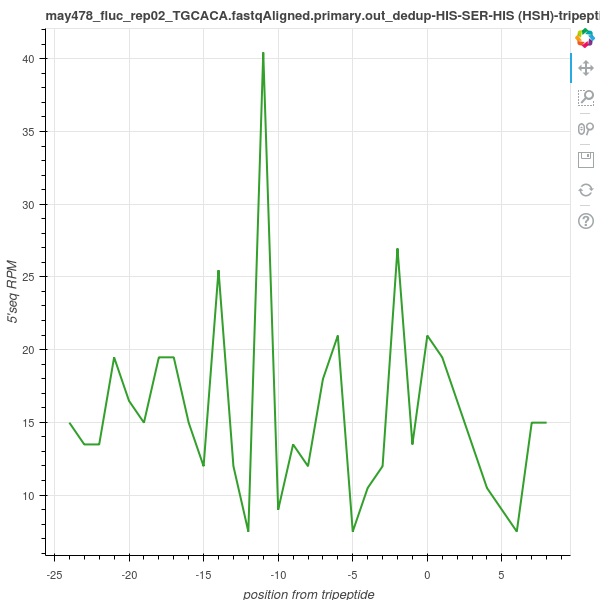 may478_fluc_rep02_TGCACA.fastqAligned.primary.out_dedup-HIS-SER-HIS (HSH)-tripepti
40
35
30
25
20
15
10
5'seq RPM
-25 -20 -15 -10 -5 0 5
position from tripeptide